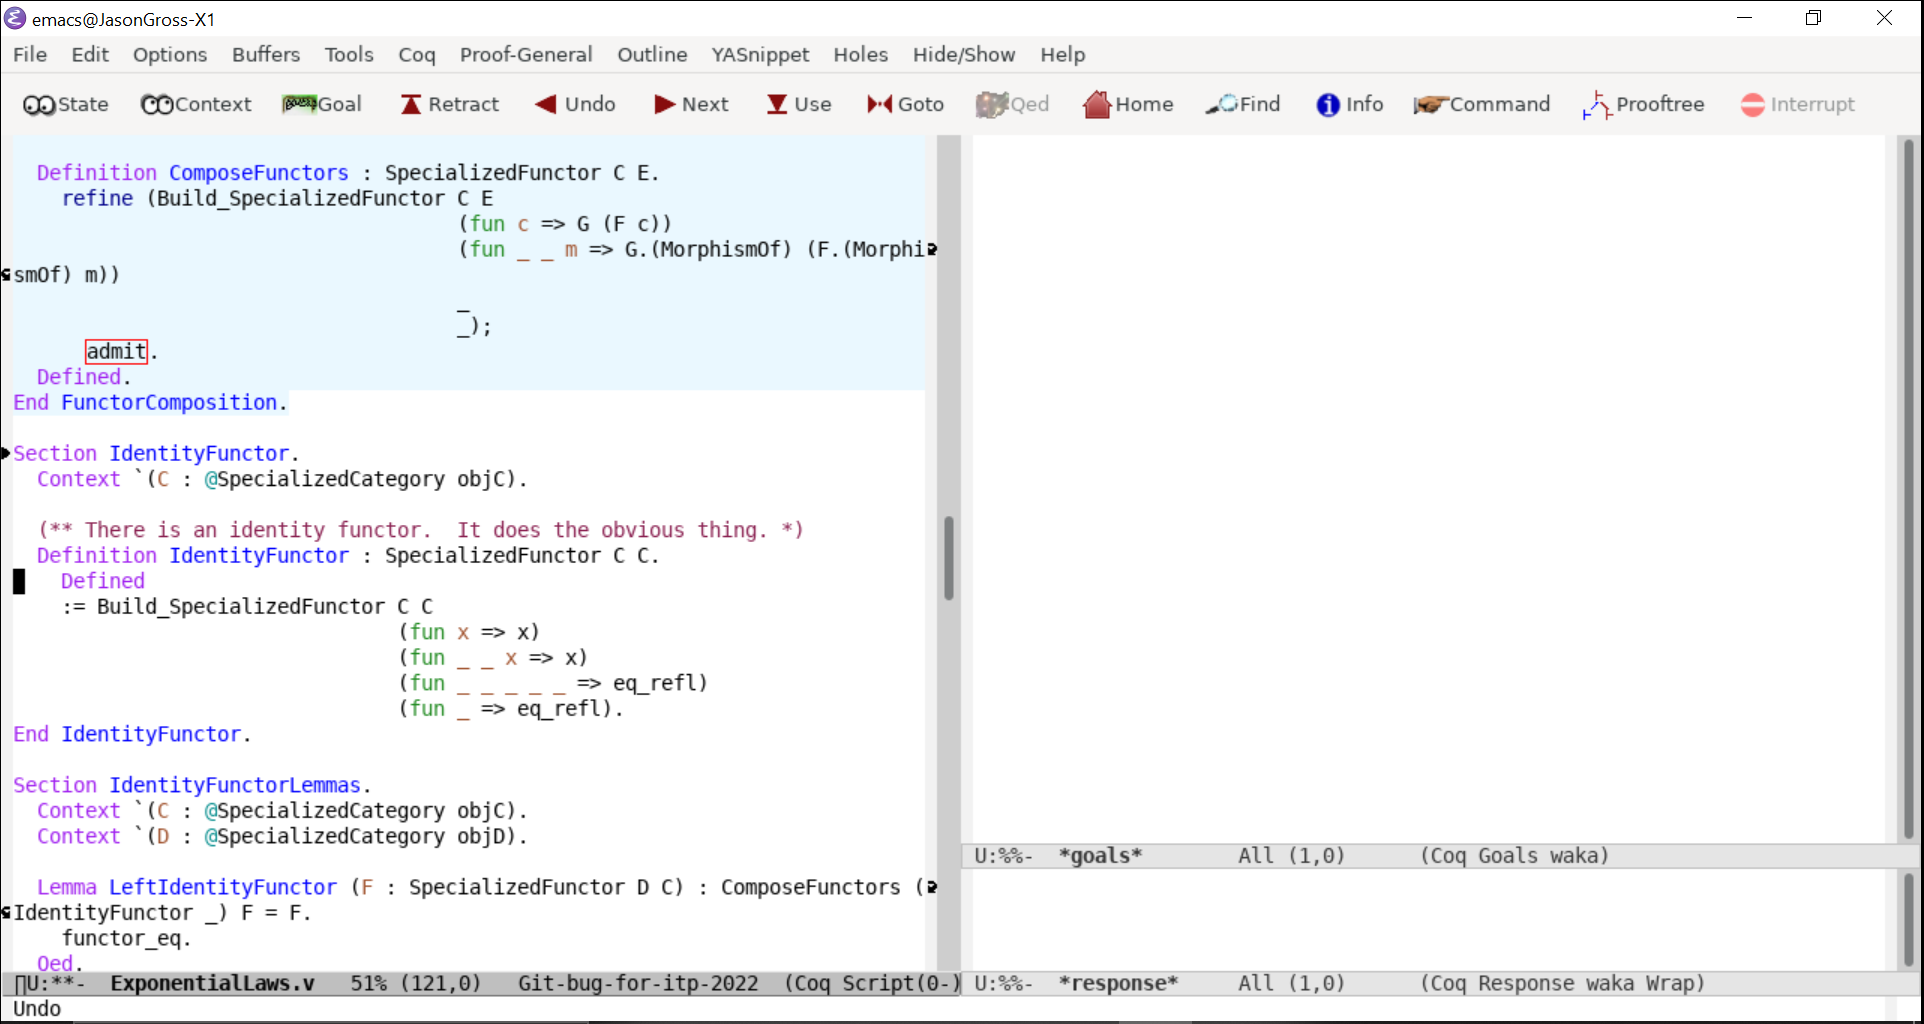 emacs@JasonGross-X1
File Edit Options Buffers Tools Coq Proof-General Outline YASnippet Holes Hide/Show Help
State Context Goal Retract Undo Next Use Goto Qed Home Find Info Command Prooftree Interrupt
  Definition ComposeFunctors : SpecializedFunctor C E.
    refine (Build_SpecializedFunctor C E
                                     (fun c => G (F c))
                                     (fun _ _ m => G.(MorphismOf) (F.(Morphi
smOf) m))
                                     _
                                     _);
      admit.
  Defined.
End FunctorComposition.
Section IdentityFunctor.
  Context `(C : @SpecializedCategory objC).
  (** There is an identity functor.  It does the obvious thing. *)
  Definition IdentityFunctor : SpecializedFunctor C C.
    Defined
    := Build_SpecializedFunctor C C
                                (fun x => x)
                                (fun _ _ x => x)
                                (fun _ _ _ _ _ => eq_refl)
                                (fun _ => eq_refl).
End IdentityFunctor.
Section IdentityFunctorLemmas.
  Context `(C : @SpecializedCategory objC).
  Context `(D : @SpecializedCategory objD).
  Lemma LeftIdentityFunctor (F : SpecializedFunctor D C) : ComposeFunctors (
IdentityFunctor _) F = F.
    functor_eq.
  Qed.
U:**-  ExponentialLaws.v   51% (121,0)   Git-bug-for-itp-2022  (Coq Script(0-)
U:%%-  *goals*        All (1,0)      (Coq Goals waka)
U:%%-  *response*     All (1,0)      (Coq Response waka Wrap)
Undo